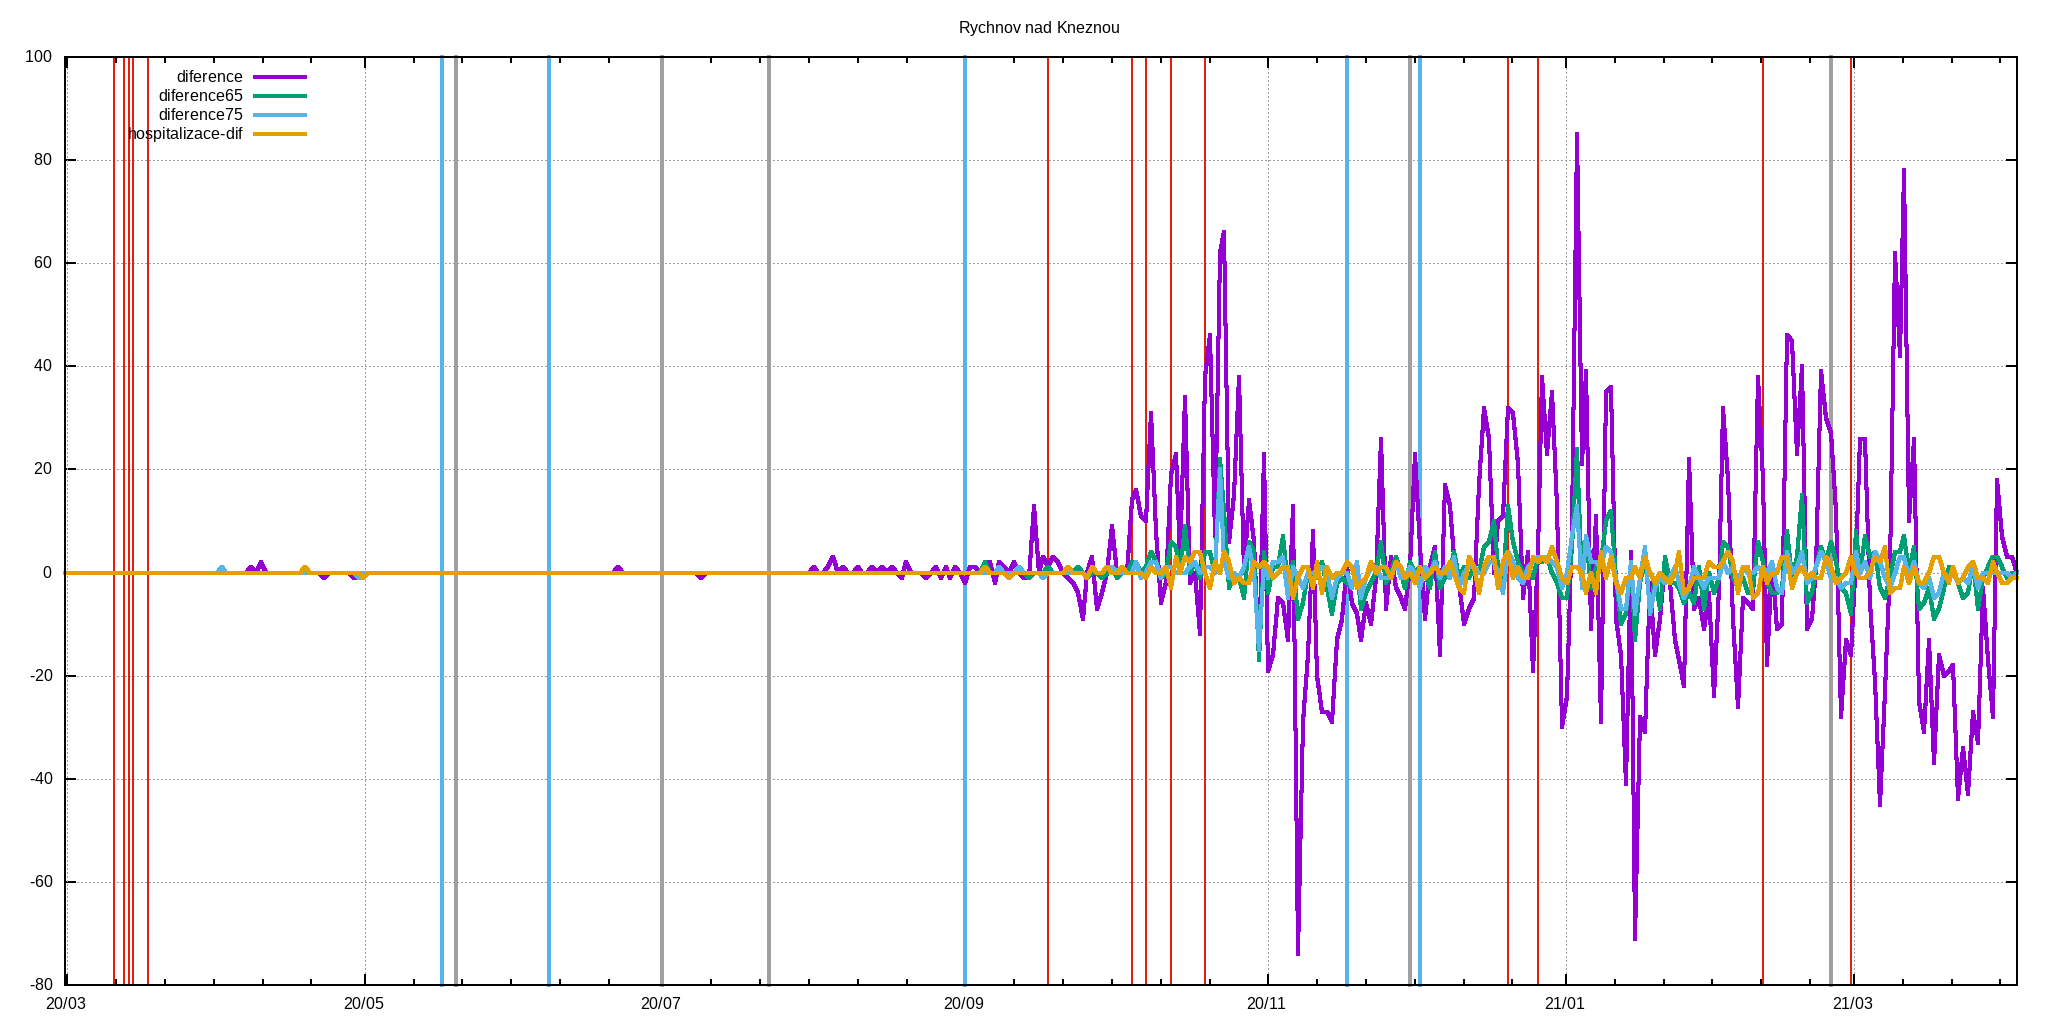 Rychnov nad Kneznou
diference
diference65
diference75
hospitalizace-dif
100
80
60
40
20
0
-20
-40
-60
-80
20/03 20/05 20/07 20/09 20/11 21/01 21/03